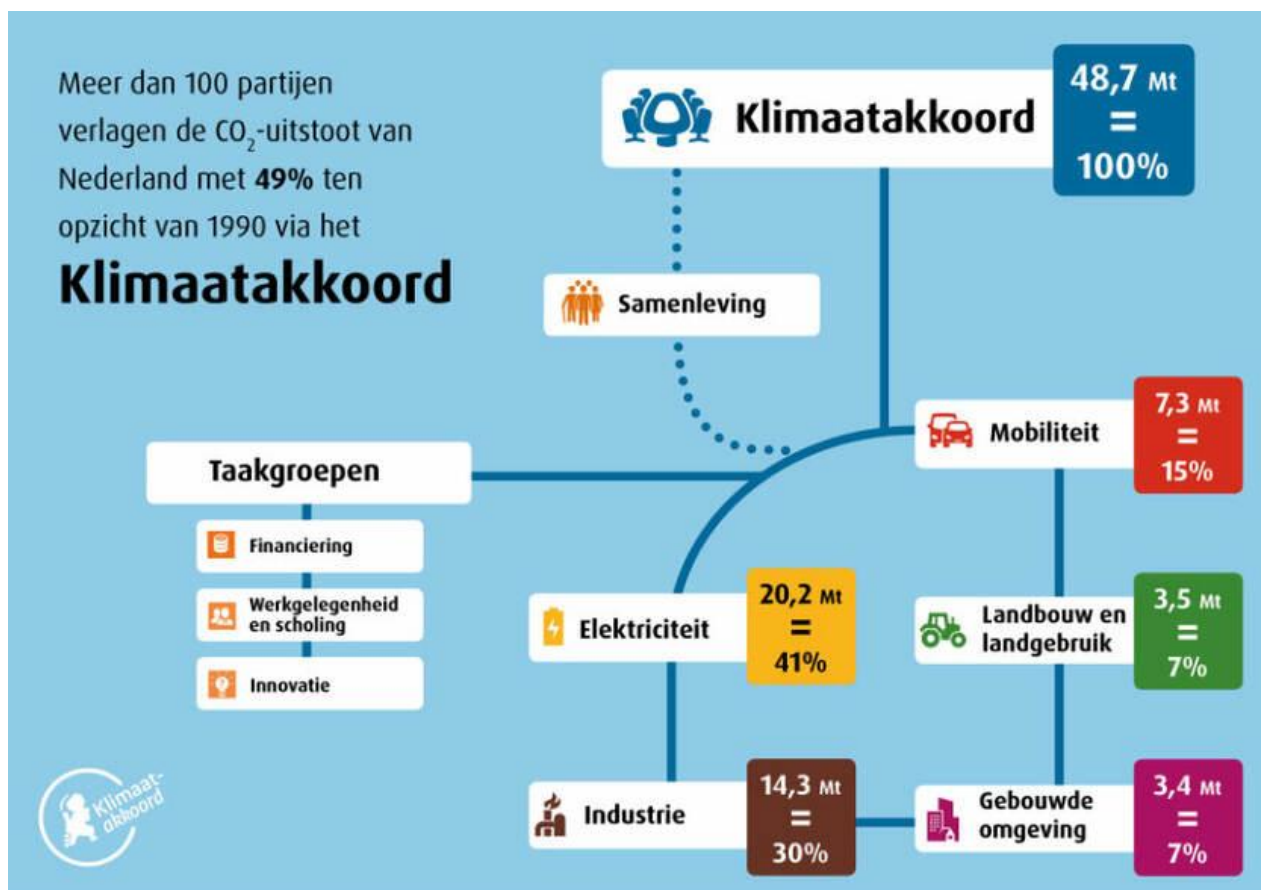 Meer dan 100 partijen
verlagen de CO₂-uitstoot van
Nederland met 49% ten
opzicht van 1990 via het
Klimaatakkoord
Klimaatakkoord
48,7 Mt
=
100%
Samenleving
Mobiliteit
7,3 Mt
=
15%
Taakgroepen
Financiering
Werkgelegenheid
en scholing
Innovatie
Elektriciteit
20,2 Mt
=
41%
Landbouw en
landgebruik
3,5 Mt
=
7%
Industrie
14,3 Mt
=
30%
Gebouwde
omgeving
3,4 Mt
=
7%
Klimaat-
akkoord